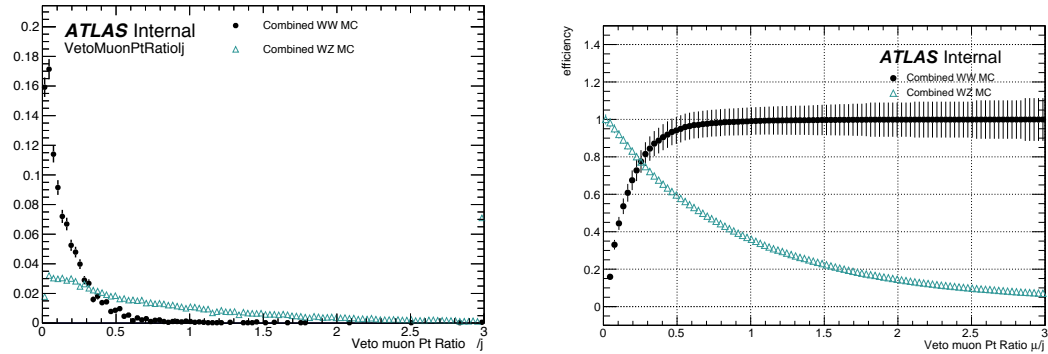 ATLAS Internal
VetoMuonPtRatiolj
Combined WW MC
Combined WZ MC
0.2
0.18
0.16
0.14
0.12
0.1
0.08
0.06
0.04
0.02
0
0 0.5 1 1.5 2 2.5 3
Veto muon Pt Ratio /j
efficiency
1.4
1.2
1
0.8
0.6
0.4
0.2
0
ATLAS Internal
Combined WW MC
Combined WZ MC
0 0.5 1 1.5 2 2.5 3
Veto muon Pt Ratio μ/j